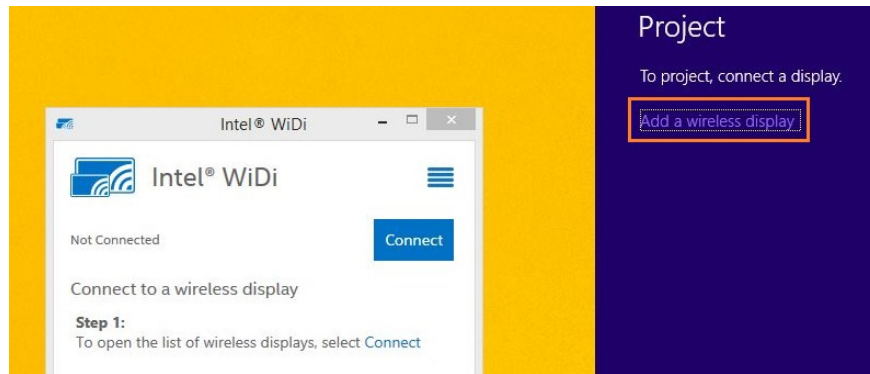 Intel® WiDi
Intel® WiDi
Not Connected
Connect
Connect to a wireless display
Step 1:
To open the list of wireless displays, select Connect
Project
To project, connect a display.
Add a wireless display